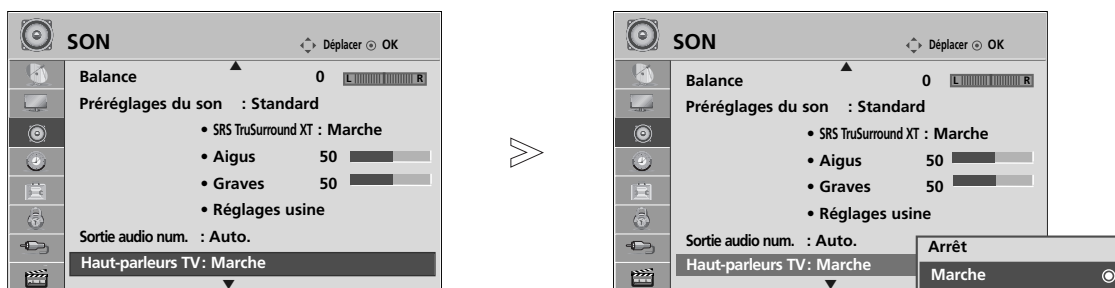 SON
Déplacer OK
Balance 0 L R
Préréglages du son : Standard
• SRS TruSurround XT : Marche
• Aigus 50
• Graves 50
• Réglages usine
Sortie audio num. : Auto.
Haut-parleurs TV : Marche
SON
Déplacer OK
Balance 0 L R
Préréglages du son : Standard
• SRS TruSurround XT : Marche
• Aigus 50
• Graves 50
• Réglages usine
Sortie audio num. : Auto.
Haut-parleurs TV : Marche
Arrêt
Marche